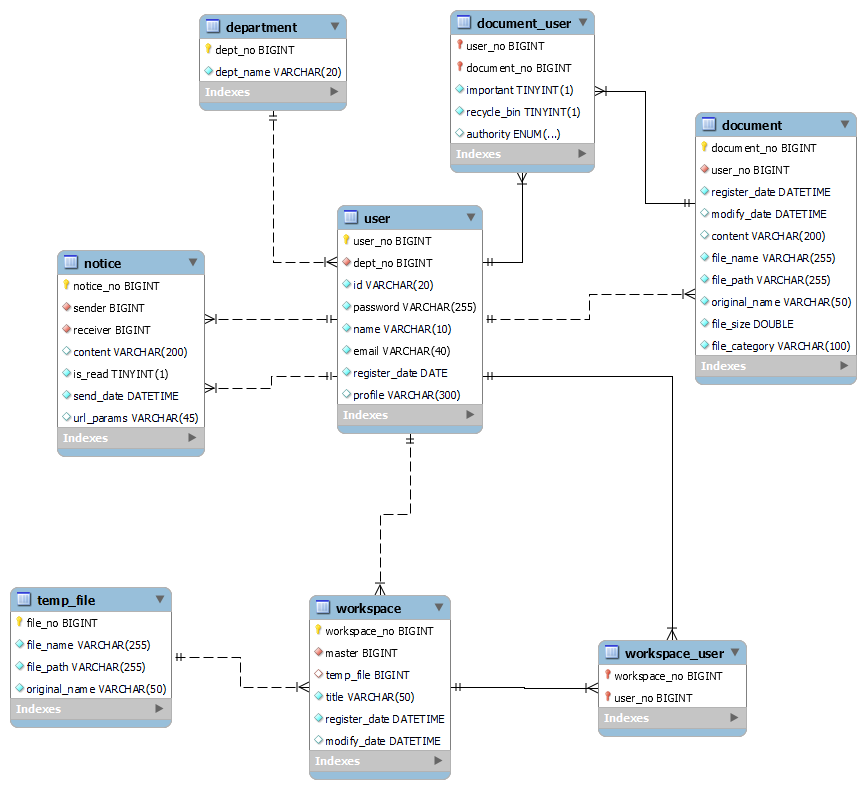 department
dept_no BIGINT
dept_name VARCHAR(20)
Indexes
document_user
user_no BIGINT
document_no BIGINT
important TINYINT(1)
recycle_bin TINYINT(1)
authority ENUM(...)
Indexes
document
document_no BIGINT
user_no BIGINT
register_date DATETIME
modify_date DATETIME
content VARCHAR(200)
file_name VARCHAR(255)
file_path VARCHAR(255)
original_name VARCHAR(50)
file_size DOUBLE
file_category VARCHAR(100)
Indexes
user
user_no BIGINT
dept_no BIGINT
id VARCHAR(20)
password VARCHAR(255)
name VARCHAR(10)
email VARCHAR(40)
register_date DATE
profile VARCHAR(300)
Indexes
notice
notice_no BIGINT
sender BIGINT
receiver BIGINT
content VARCHAR(200)
is_read TINYINT(1)
send_date DATETIME
url_params VARCHAR(45)
Indexes
temp_file
file_no BIGINT
file_name VARCHAR(255)
file_path VARCHAR(255)
original_name VARCHAR(50)
Indexes
workspace
workspace_no BIGINT
master BIGINT
temp_file BIGINT
title VARCHAR(50)
register_date DATETIME
modify_date DATETIME
Indexes
workspace_user
workspace_no BIGINT
user_no BIGINT
Indexes